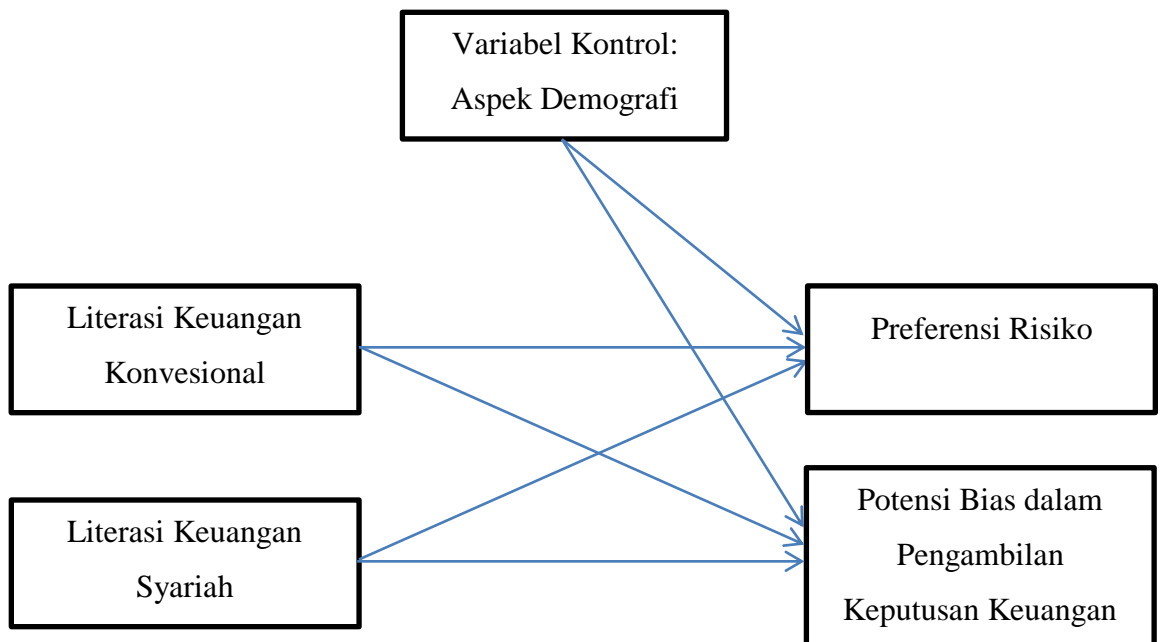 Variabel Kontrol:
Aspek Demografi
Literasi Keuangan
Konvesional
Preferensi Risiko
Literasi Keuangan
Syariah
Potensi Bias dalam
Pengambilan
Keputusan Keuangan